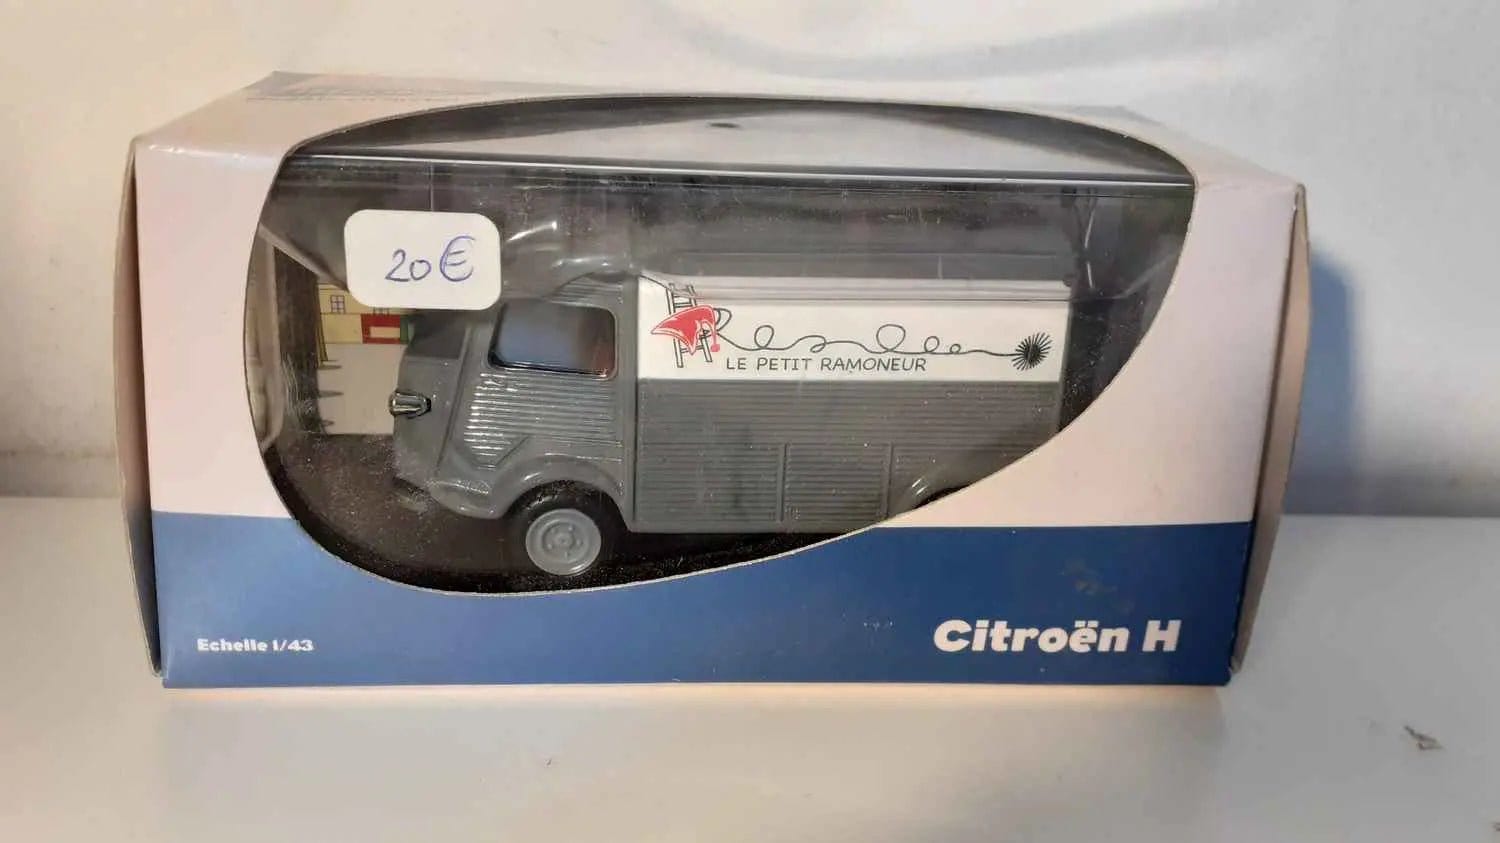 20€
LE PETIT RAMONEUR
Echelle 1/43
Citroën H